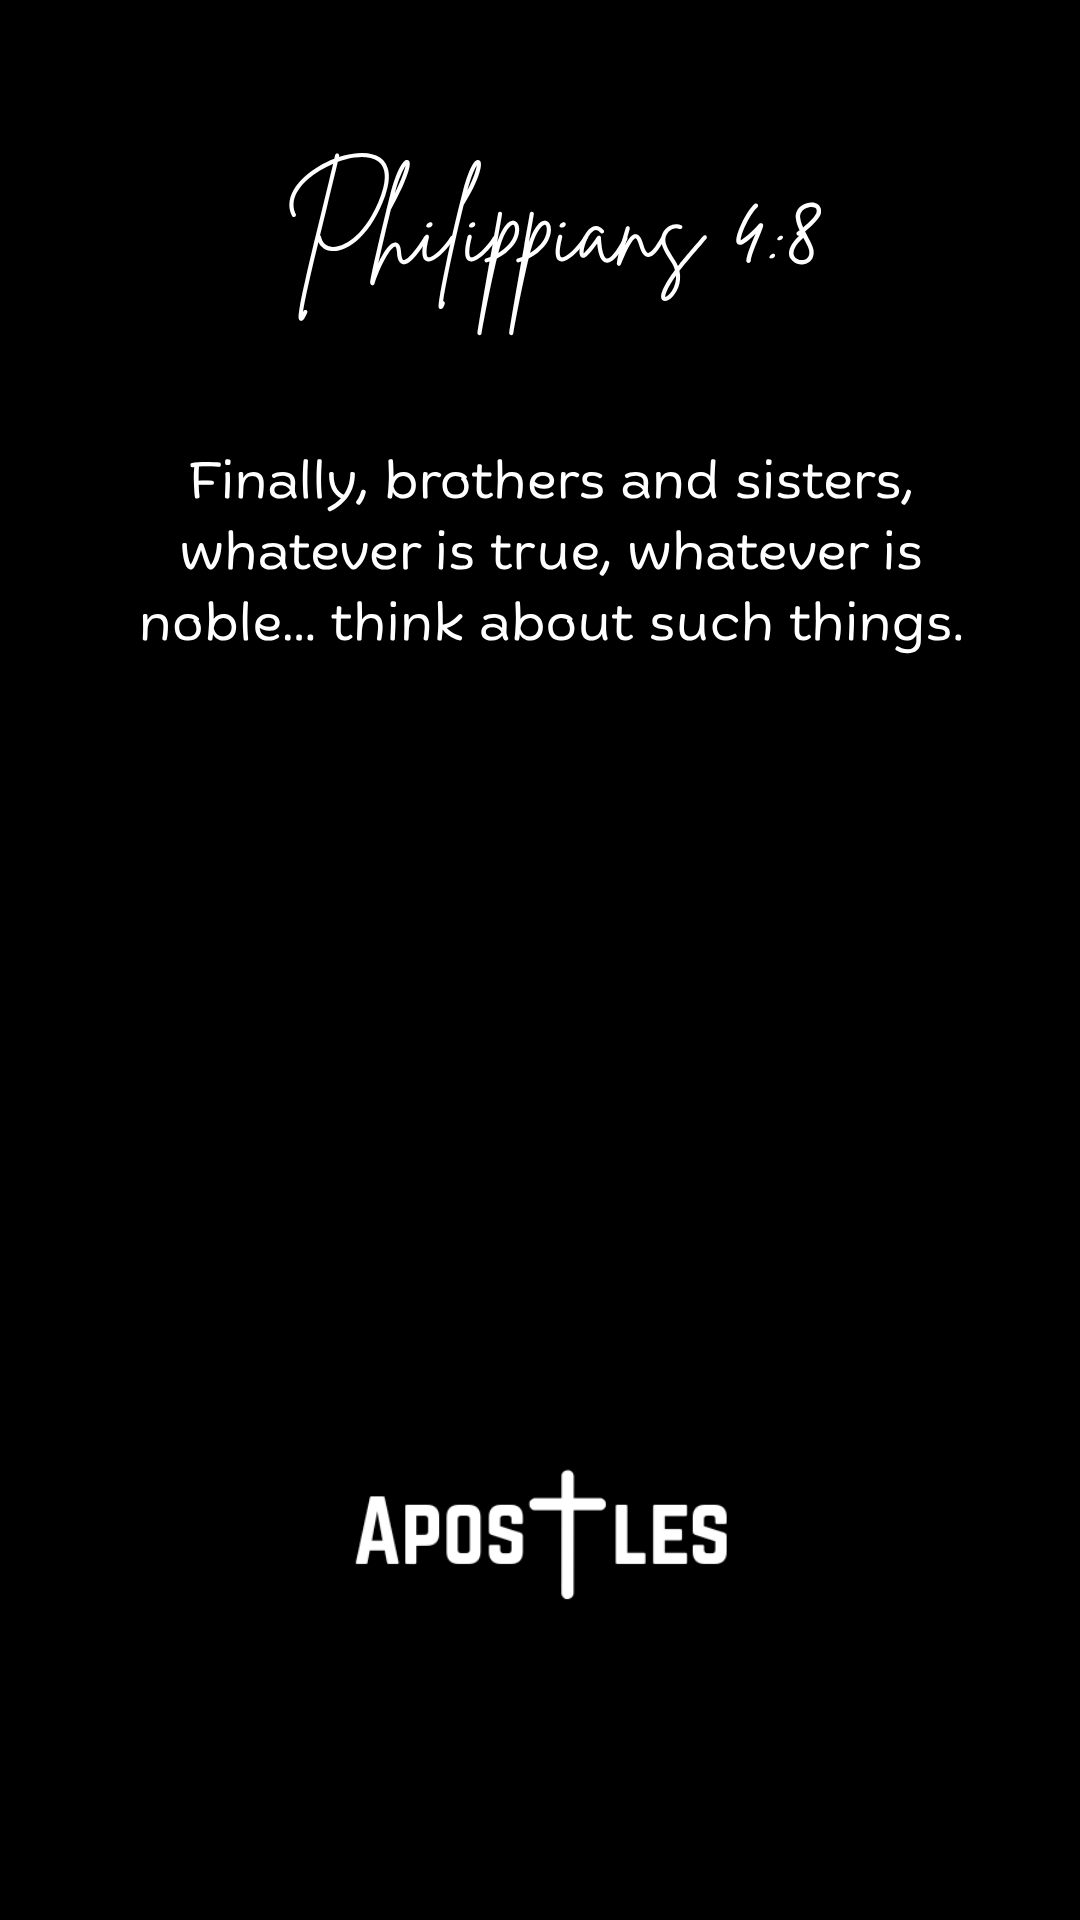 Philippians 4:8
Finally, brothers and sisters,
whatever is true, whatever is
noble... think about such things.
Apostles